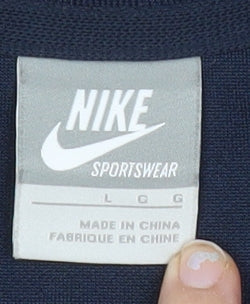 NIKE
SPORTSWEAR
L G G
MADE IN CHINA
FABRIQUE EN CHINE